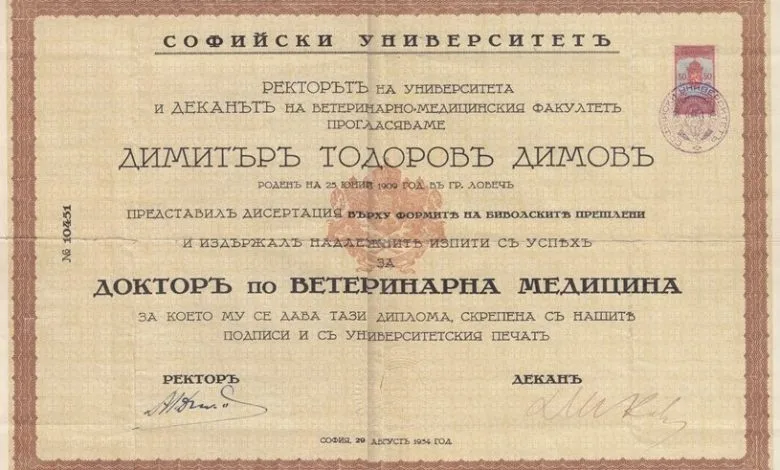 СОФИЙСКИ УНИВЕРСИТЕТЪ
50 50
РЕКТОРЪТЪ НА УНИВЕРСИТЕТА
И ДЕКАНЪТЪ НА ВЕТЕРИНАРНО-МЕДИЦИНСКИЯ ФАКУЛТЕТЪ
ПРОГЛАСЯВАМЕ
ДИМИТЪРЪ ТОДОРОВЪ ДИМОВЪ
РОДЕНЪ НА 25 ЮНИЙ 1909 ГОД. ВЪ ГР. ЛОВЕЧЪ
ПРЕДСТАВИЛЪ ДИСЕРТАЦИЯ ВЪРХУ ФОРМИТѢ НА БИВОЛСКИТѢ ПРЕШЛЕНИ
И ИЗДЪРЖАЛЪ НАДЛЕЖНИТѢ ИЗПИТИ СЪ УСПѢХЪ
ЗА
ДОКТОРЪ ПО ВЕТЕРИНАРНА МЕДИЦИНА
ЗА КОЕТО МУ СЕ ДАВА ТАЗИ ДИПЛОМА, СКРЕПЕНА СЪ НАШИТѢ
ПОДПИСИ И СЪ УНИВЕРСИТЕТСКИЯ ПЕЧАТЪ
№ 10451
РЕКТОРЪ ДЕКАНЪ
СОФИЯ, 29 АВГУСТЪ 1934 ГОД.